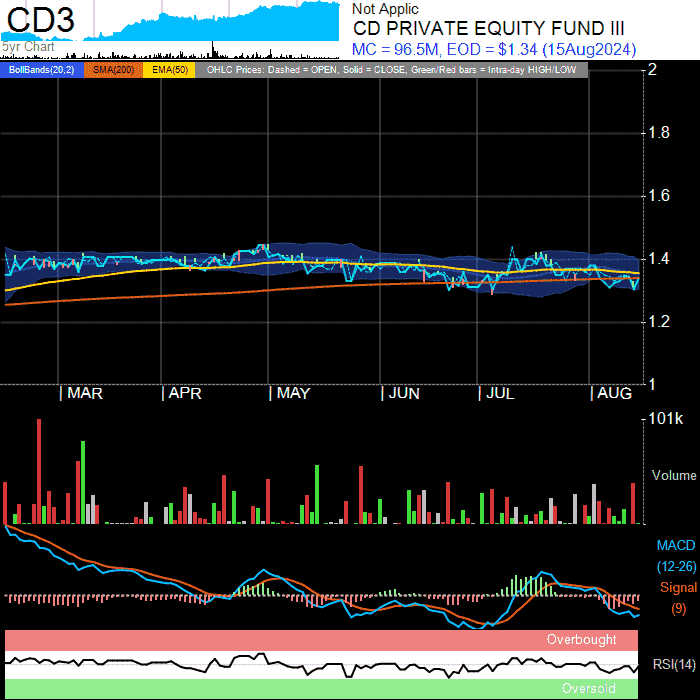 CD3
Not Applic
CD PRIVATE EQUITY FUND III
5yr Chart
MC = 96.5M, EOD = $1.34 (15Aug2024)
BollBands(20,2) SMA(200) EMA(50) OHLC Prices: Dashed = OPEN, Solid = CLOSE, Green/Red bars = Intra-day HIGH/LOW
2
1.8
1.6
1.4
1.2
1
MAR APR MAY JUN JUL AUG
101k
Volume
MACD
(12-26)
Signal
(9)
Overbought
RSI(14)
Oversold